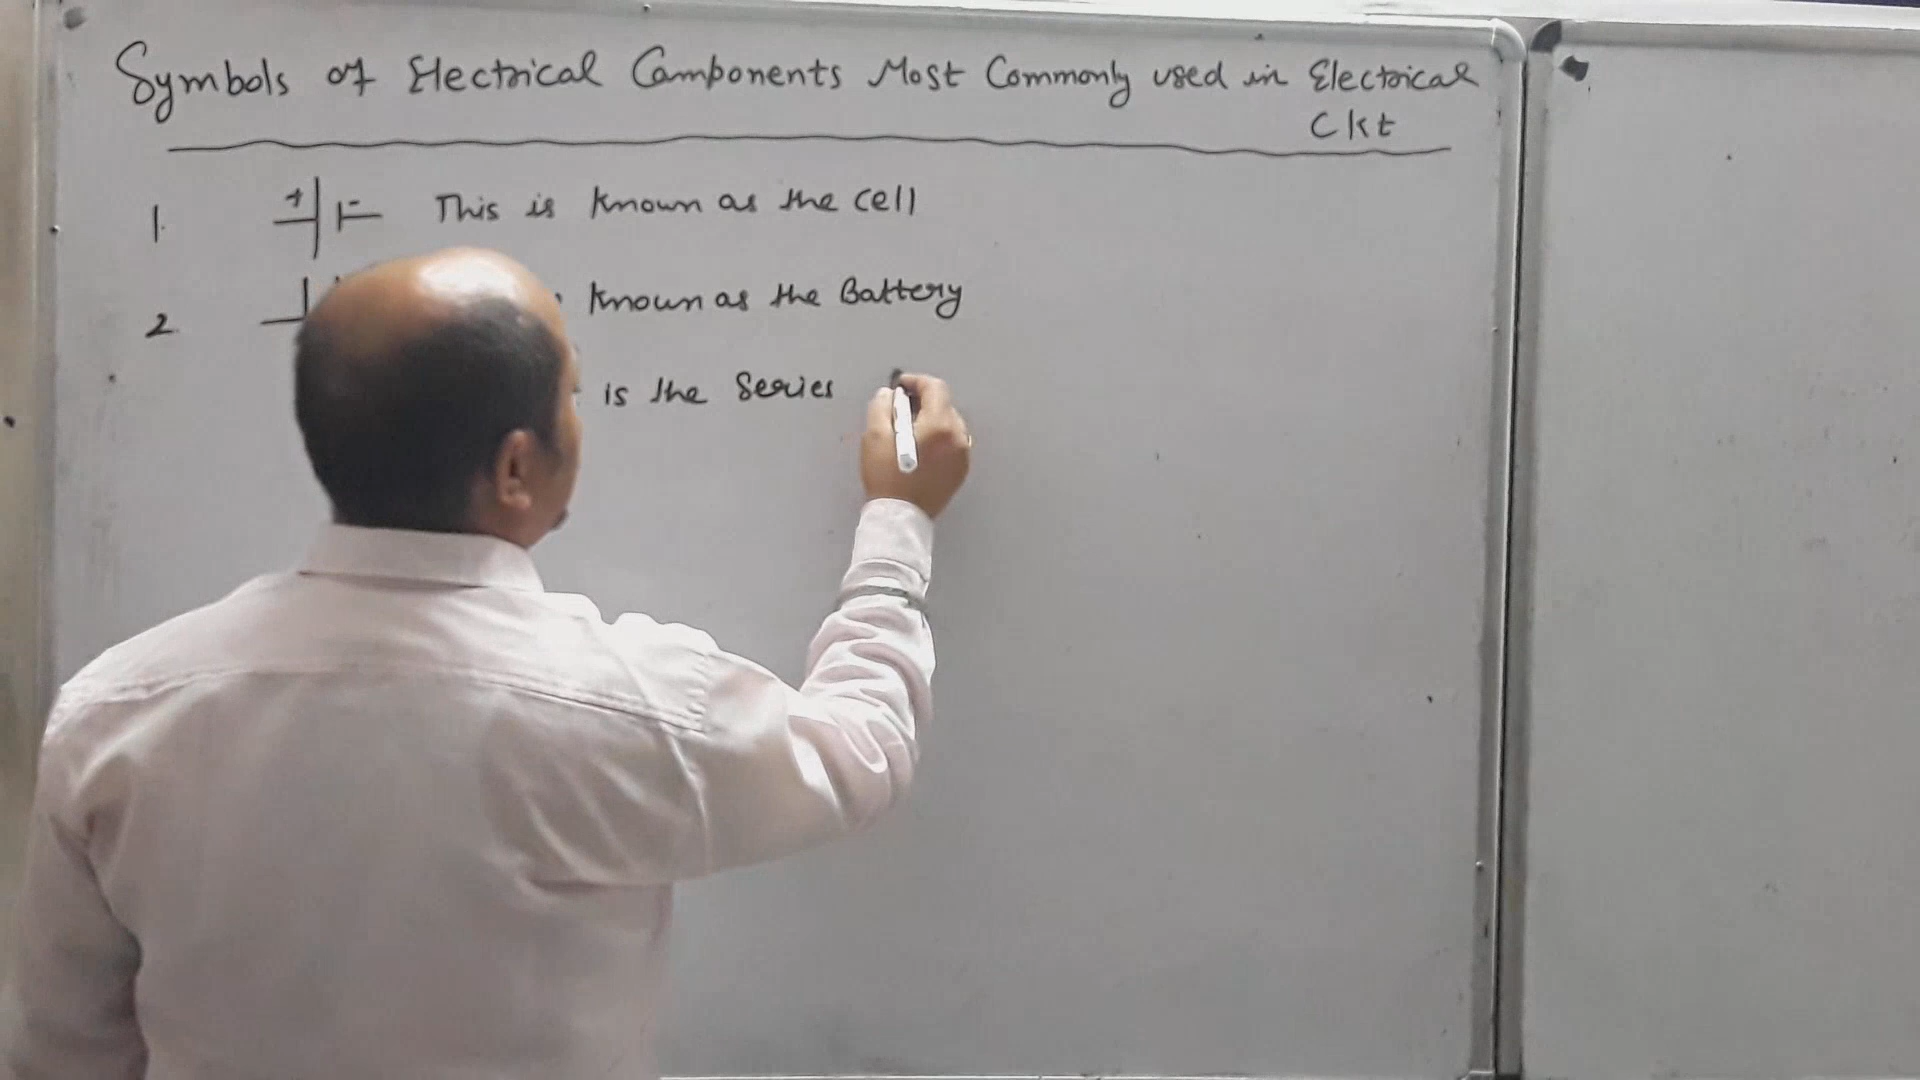 Symbols of Electrical Components Most Commonly used in Electrical
Ckt
1. + - This is known as the cell
2. known as the Battery
is the Series